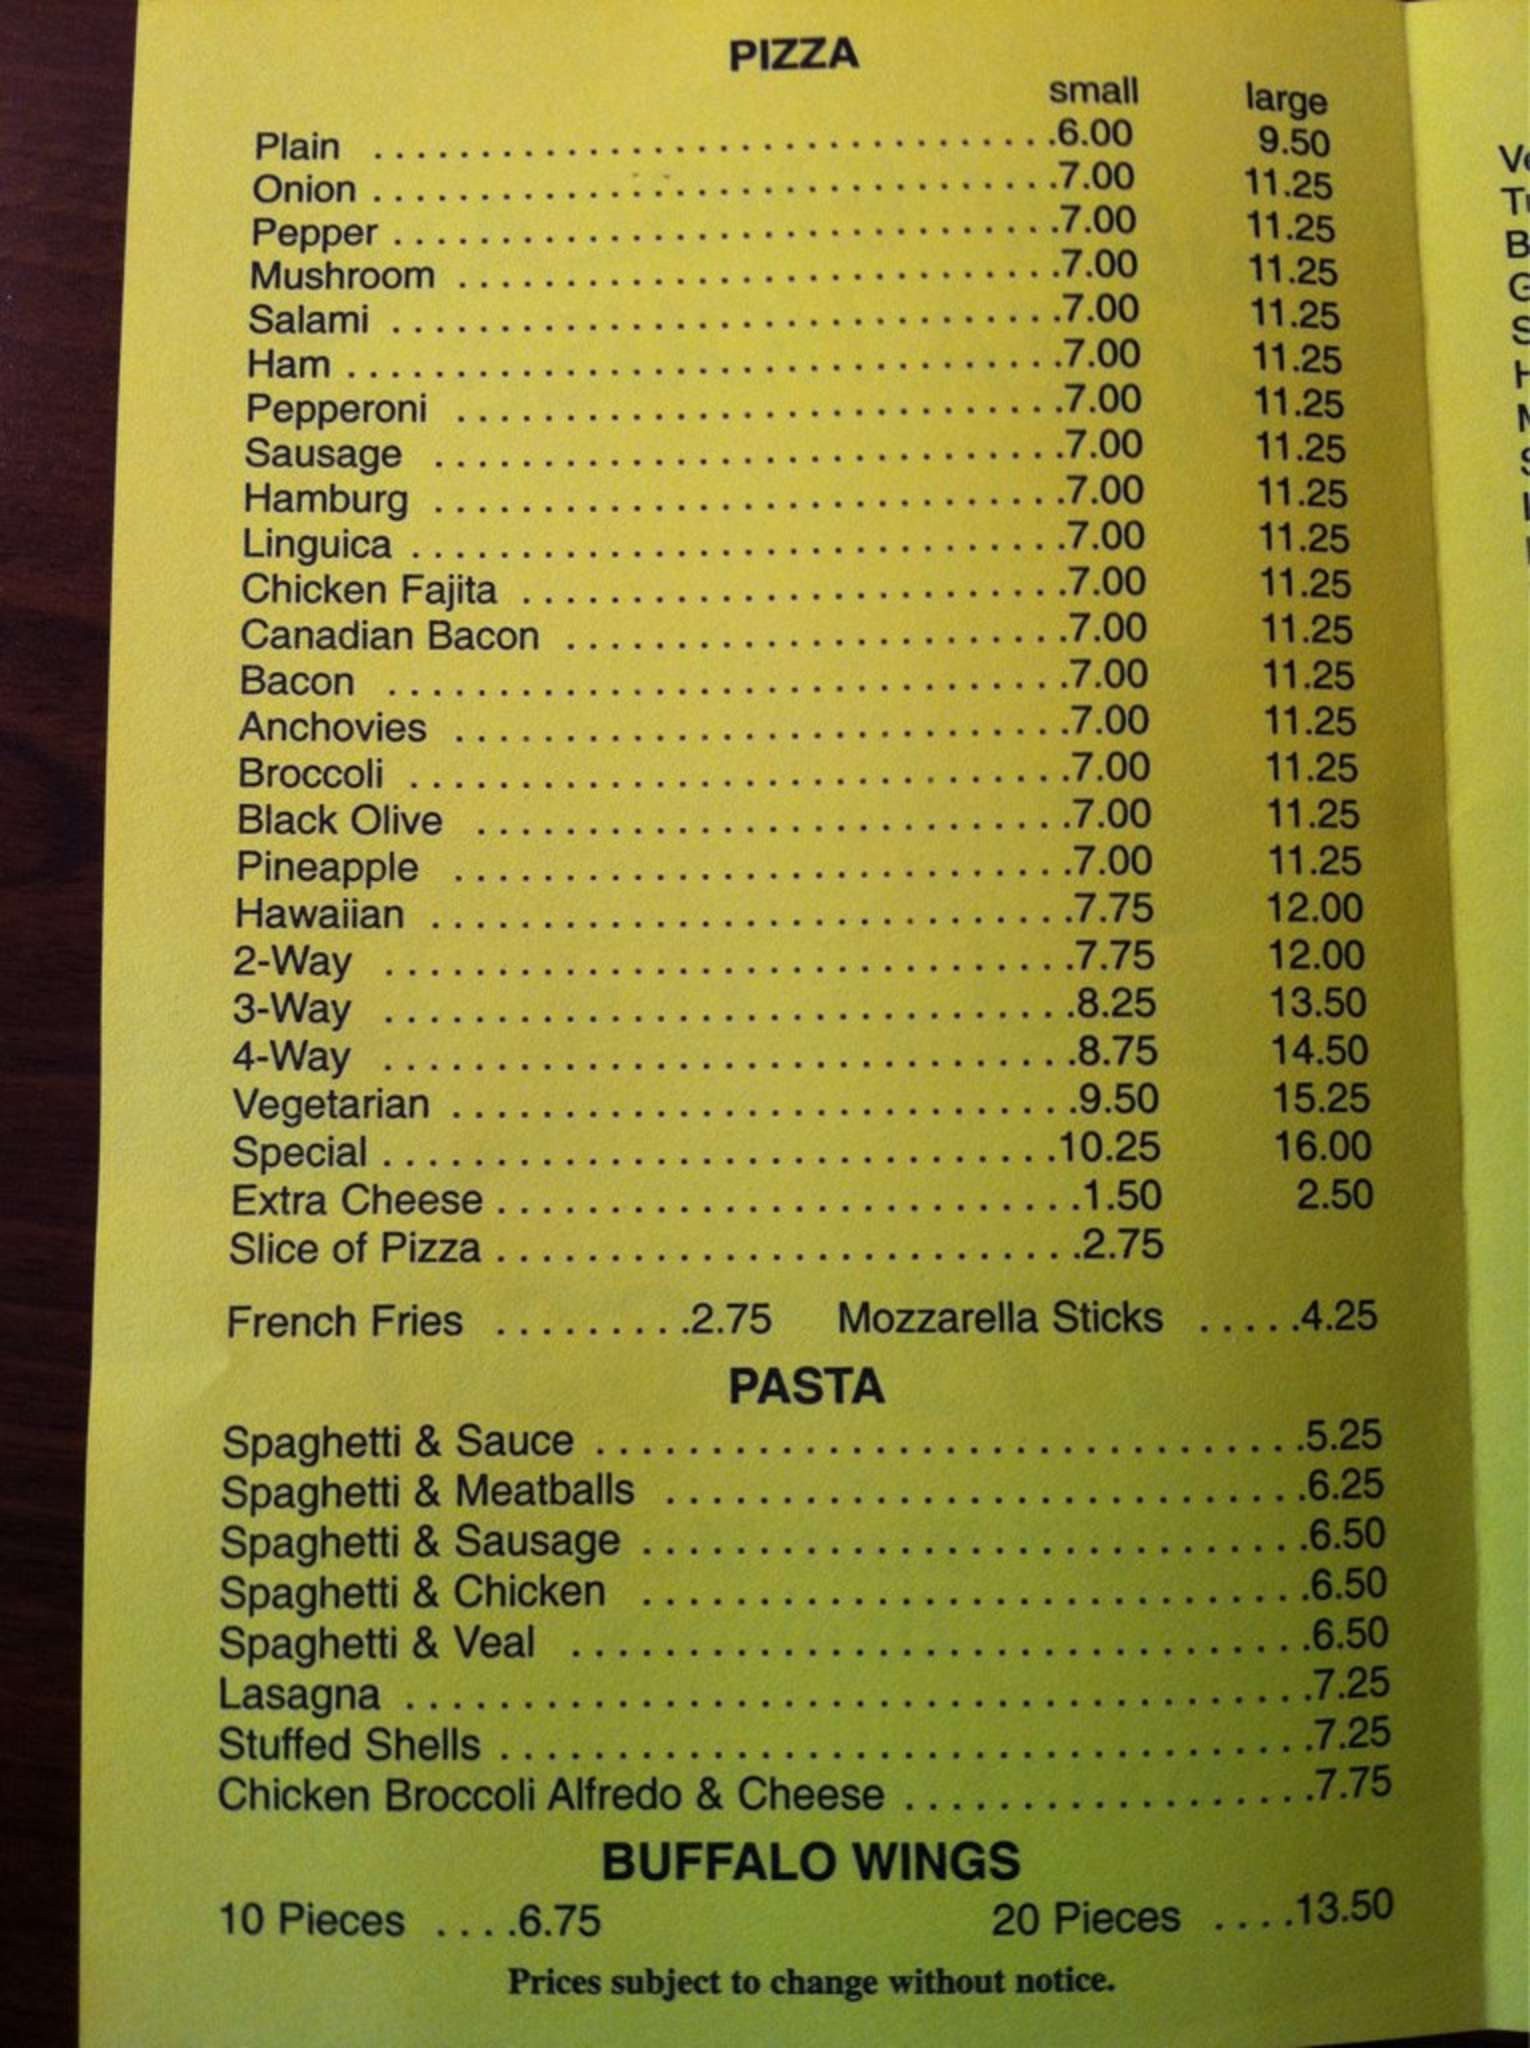 PIZZA
small large
Plain ................................6.00 9.50
Onion ................................7.00 11.25
Pepper ...............................7.00 11.25
Mushroom ............................7.00 11.25
Salami ...............................7.00 11.25
Ham ..................................7.00 11.25
Pepperoni ............................7.00 11.25
Sausage ..............................7.00 11.25
Hamburg ..............................7.00 11.25
Linguica ..............................7.00 11.25
Chicken Fajita .........................7.00 11.25
Canadian Bacon .......................7.00 11.25
Bacon ................................7.00 11.25
Anchovies ............................7.00 11.25
Broccoli ..............................7.00 11.25
Black Olive ...........................7.00 11.25
Pineapple ............................7.00 11.25
Hawaiian .............................7.75 12.00
2-Way ................................7.75 12.00
3-Way ................................8.25 13.50
4-Way ................................8.75 14.50
Vegetarian ............................9.50 15.25
Special ..............................10.25 16.00
Extra Cheese ..........................1.50 2.50
Slice of Pizza ..........................2.75
French Fries .........2.75 Mozzarella Sticks .....4.25
PASTA
Spaghetti & Sauce ...............................5.25
Spaghetti & Meatballs ............................6.25
Spaghetti & Sausage .............................6.50
Spaghetti & Chicken .............................6.50
Spaghetti & Veal ................................6.50
Lasagna .......................................7.25
Stuffed Shells ...................................7.25
Chicken Broccoli Alfredo & Cheese ..................7.75
BUFFALO WINGS
10 Pieces ....6.75 20 Pieces ....13.50
Prices subject to change without notice.